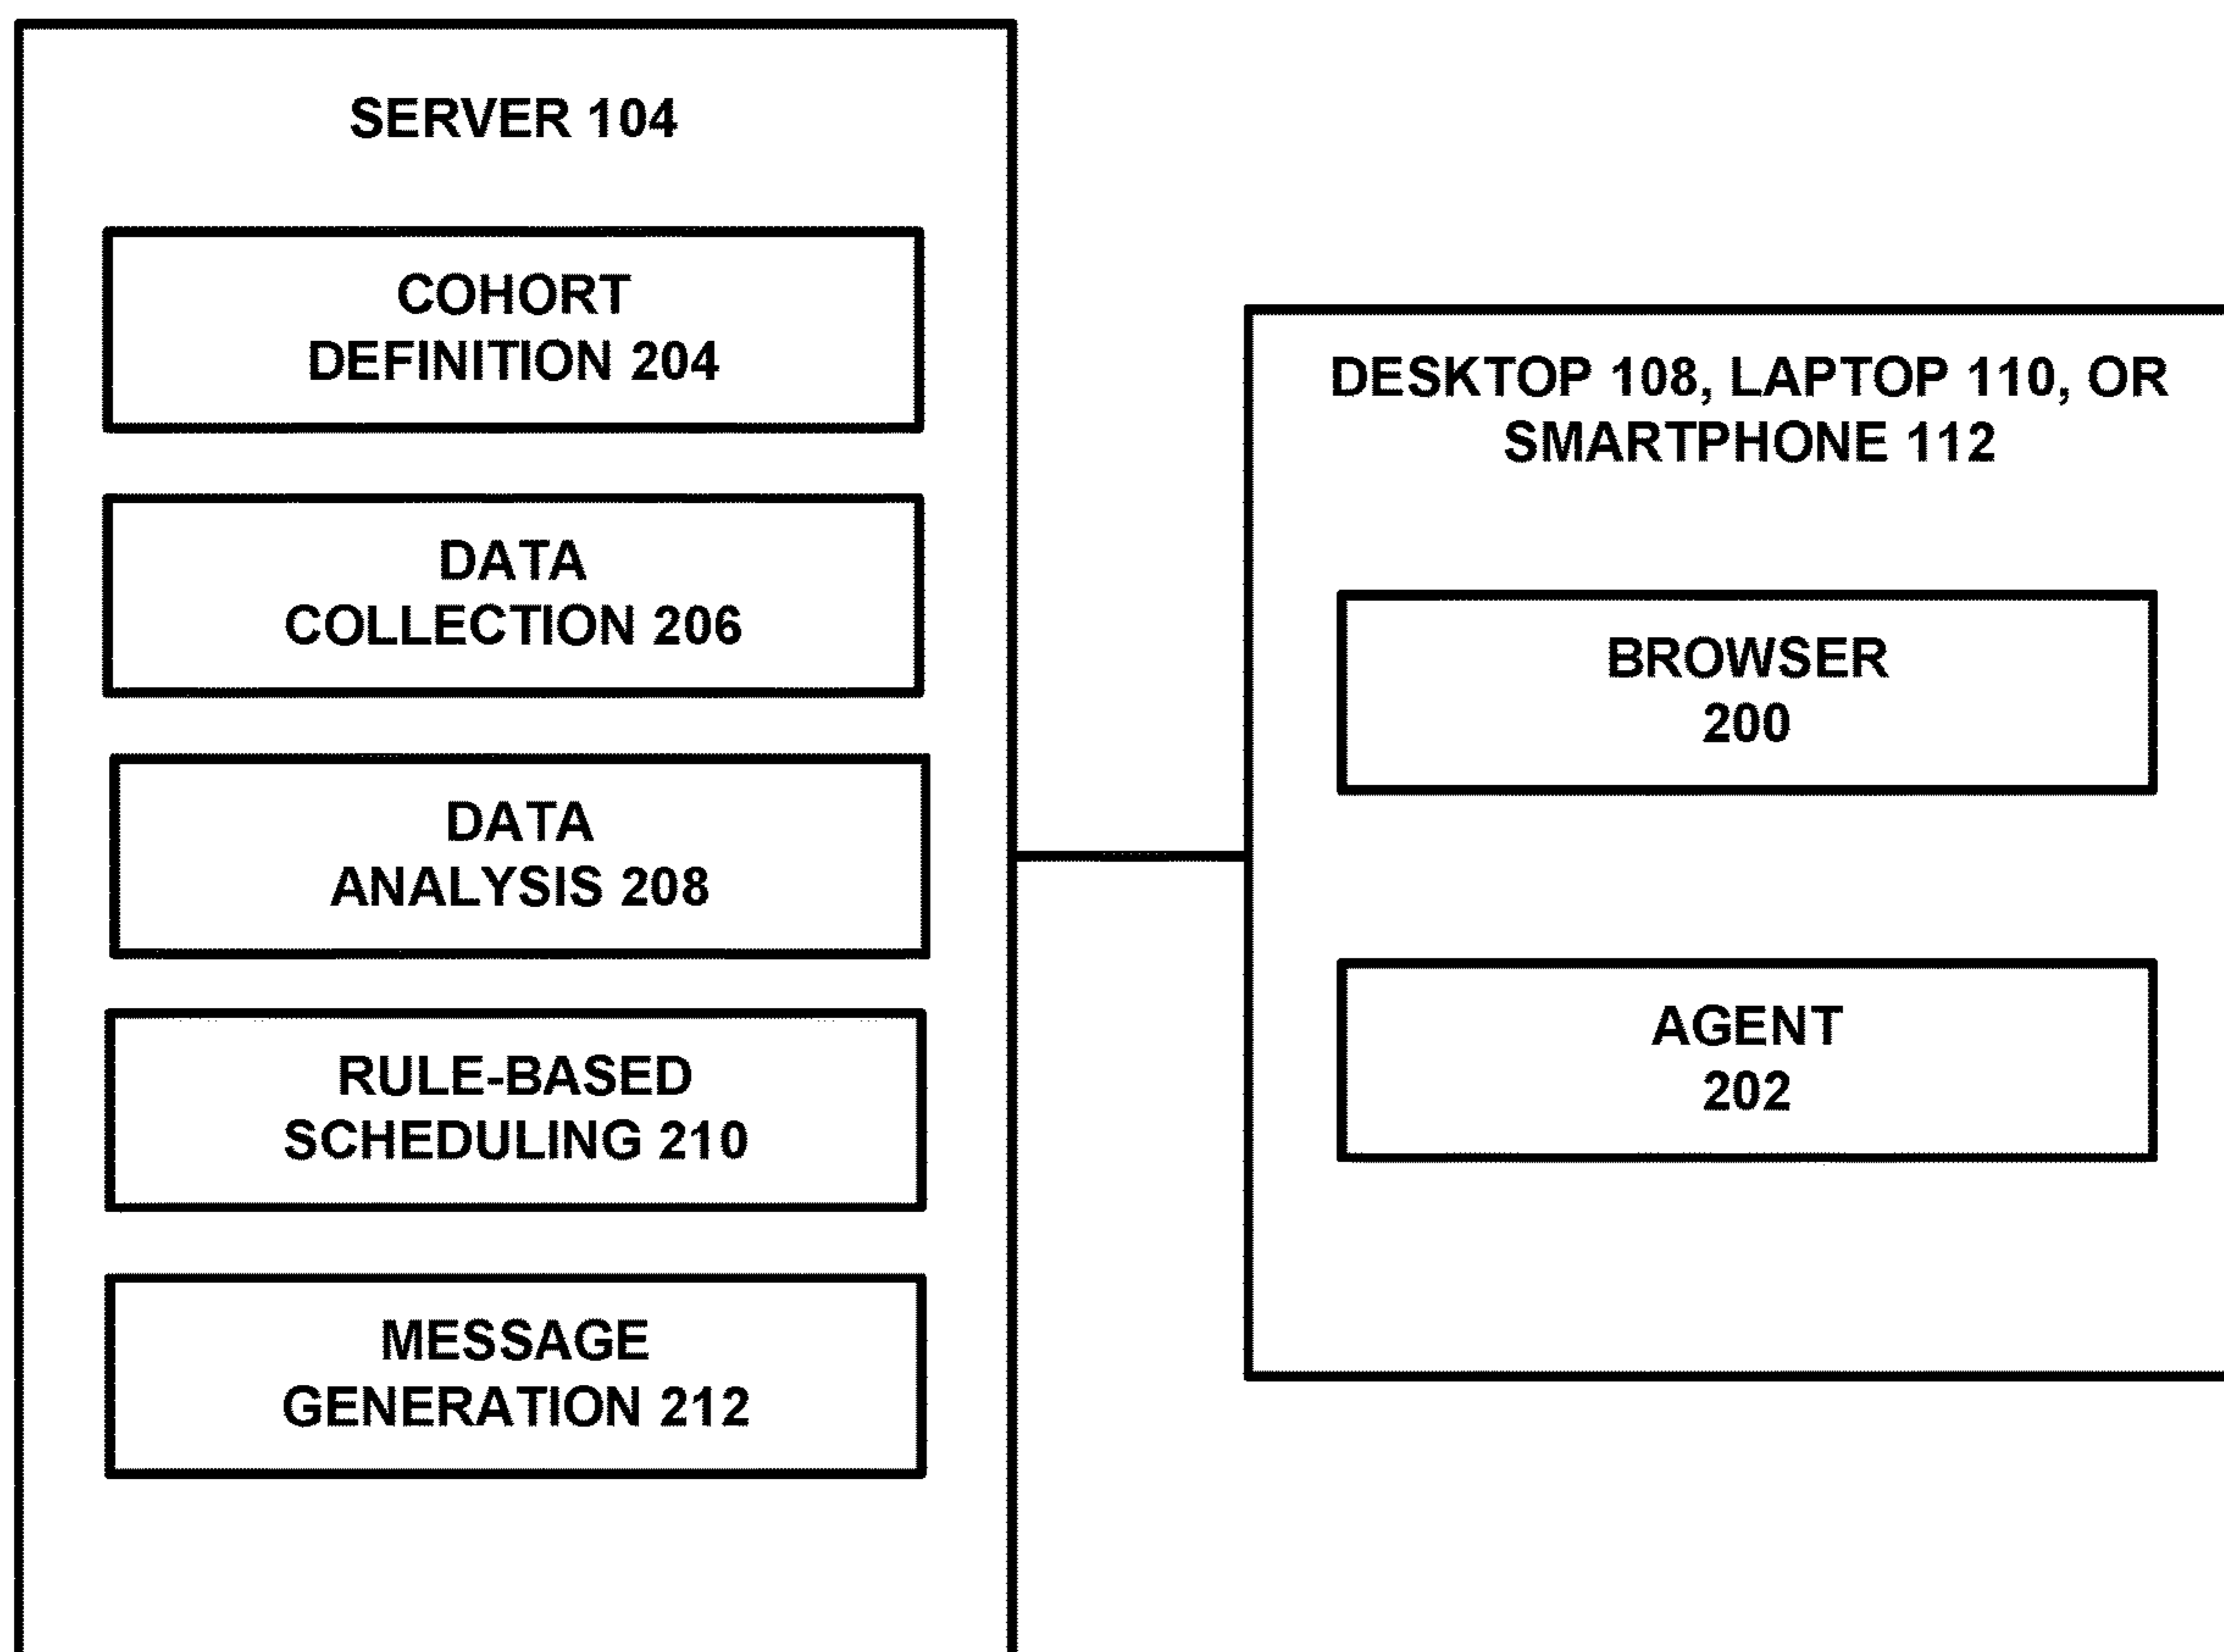 SERVER 104
COHORT
DEFINITION 204
DATA
COLLECTION 206
DATA
ANALYSIS 208
RULE-BASED
SCHEDULING 210
MESSAGE
GENERATION 212
DESKTOP 108, LAPTOP 110, OR
SMARTPHONE 112
BROWSER
200
AGENT
202